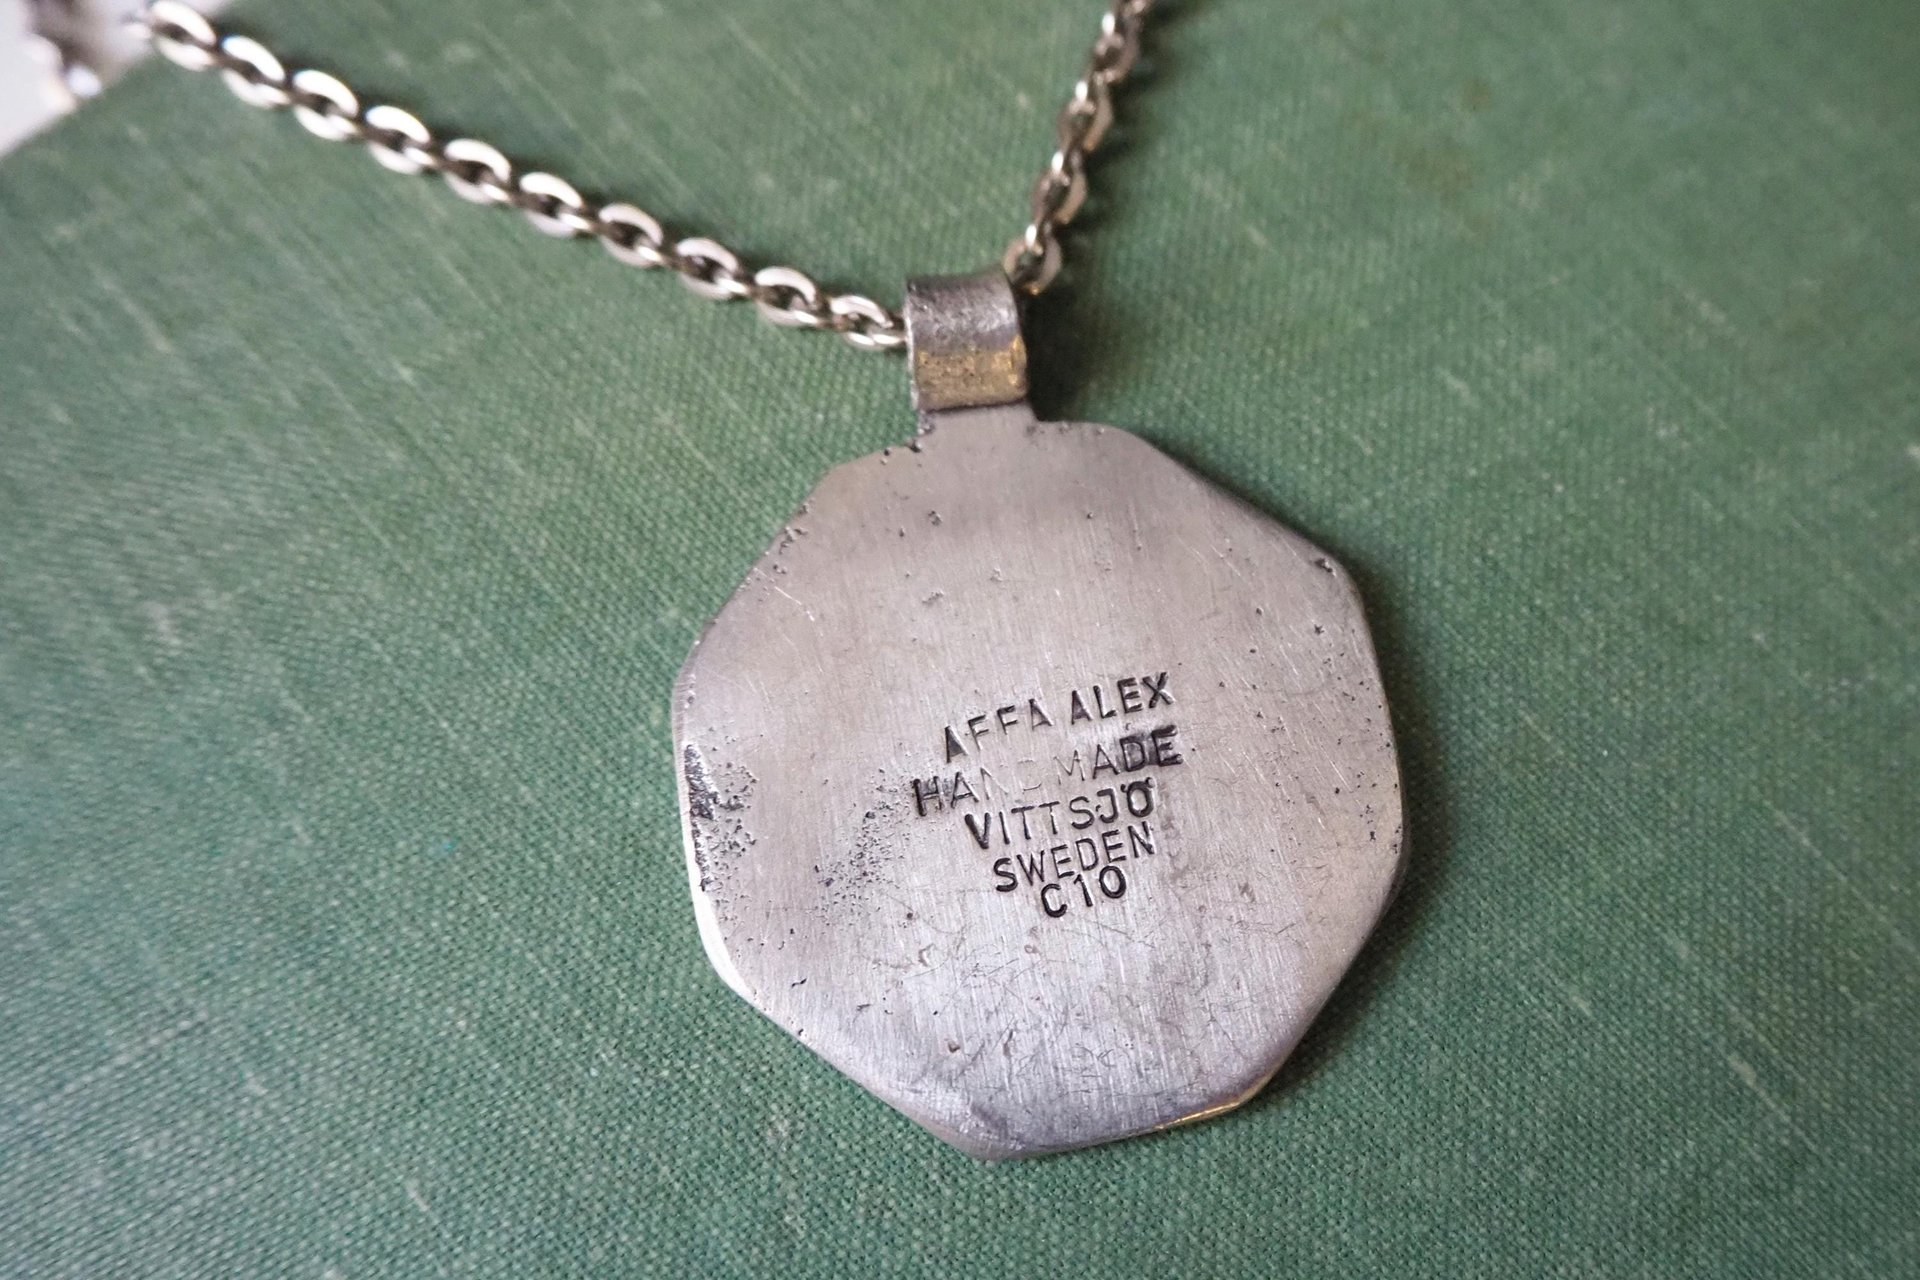 AFFA ALEX
HANDMADE
VITTSJÖ
SWEDEN
C10